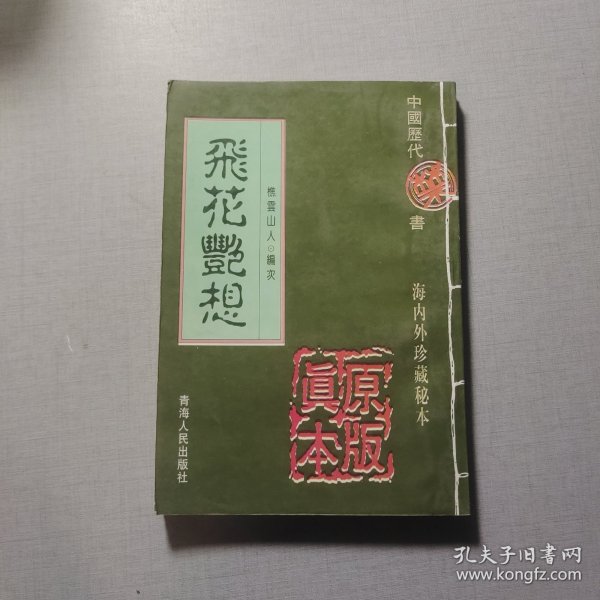 中國歷代
禁
書
海内外珍藏秘本
飛花艷想
樵雲山人⊙編次
原版
真本
青海人民出版社
孔夫子旧书网
www.kongfz.com